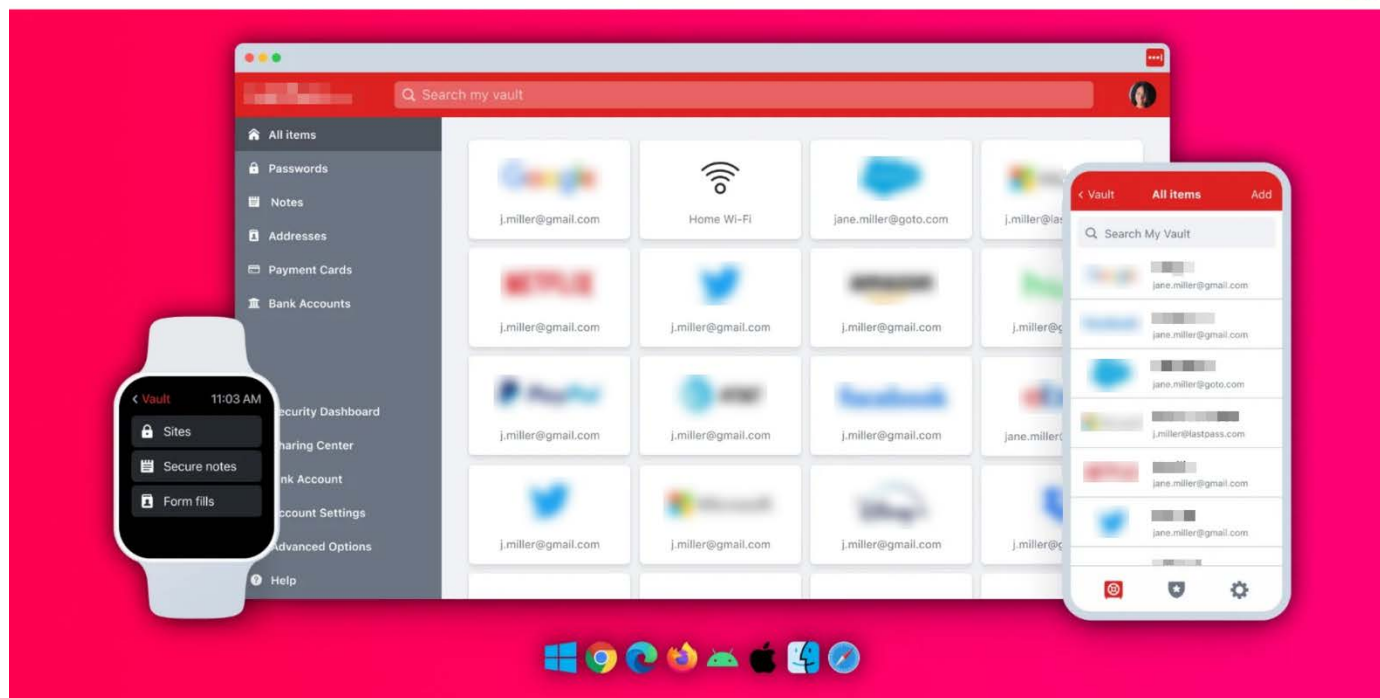 Search my vault
All items
Passwords
Notes
Addresses
Payment Cards
Bank Accounts
ecurity Dashboard
haring Center
nk Account
ccount Settings
Advanced Options
Help
j.miller@gmail.com
Home Wi-Fi
jane.miller@goto.com
j.miller@las
j.miller@gmail.com
j.miller@gmail.com
j.miller@gmail.com
j.miller@g
j.miller@gmail.com
j.miller@gmail.com
j.miller@gmail.com
jane.miller
j.miller@gmail.com
j.miller@gmail.com
j.miller@gmail.com
j.miller@g
< Vault 11:03 AM
Sites
Secure notes
Form fills
< Vault All items Add
Search My Vault
jane.miller@gmail.com
jane.miller@gmail.com
jane.miller@goto.com
j.miller@lastpass.com
jane.miller@gmail.com
jane.miller@gmail.com